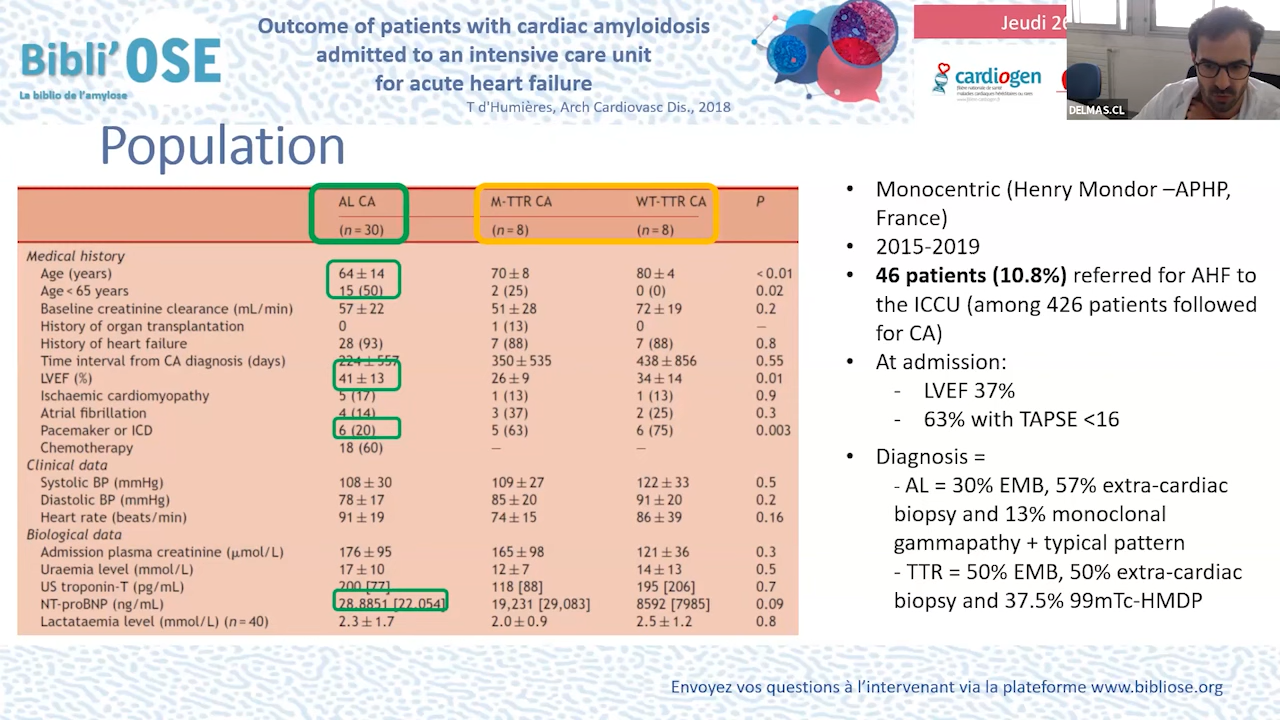 Bibli'OSE
La biblio de l'amylose
Outcome of patients with cardiac amyloidosis
admitted to an intensive care unit
for acute heart failure
T d'Humières, Arch Cardiovasc Dis., 2018
Jeudi 26
cardiogen
DELMAS.CL
Population
AL CA M-TTR CA WT-TTR CA P
(n = 30) (n = 8) (n = 8)
Medical history
Age (years) 64 ± 14 70 ± 8 80 ± 4 < 0.01
Age < 65 years 15 (50) 2 (25) 0 (0) 0.02
Baseline creatinine clearance (mL/min) 57 ± 22 51 ± 28 72 ± 19 0.2
History of organ transplantation 0 1 (13) 0 —
History of heart failure 28 (93) 7 (88) 7 (88) 0.8
Time interval from CA diagnosis (days) 224 ± 557 350 ± 535 438 ± 856 0.55
LVEF (%) 41 ± 13 26 ± 9 34 ± 14 0.01
Ischaemic cardiomyopathy 5 (17) 1 (13) 1 (13) 0.9
Atrial fibrillation 4 (14) 3 (37) 2 (25) 0.3
Pacemaker or ICD 6 (20) 5 (63) 6 (75) 0.003
Chemotherapy 18 (60) — —
Clinical data
Systolic BP (mmHg) 108 ± 30 109 ± 27 122 ± 33 0.5
Diastolic BP (mmHg) 78 ± 17 85 ± 20 91 ± 20 0.2
Heart rate (beats/min) 91 ± 19 74 ± 15 86 ± 39 0.16
Biological data
Admission plasma creatinine (μmol/L) 176 ± 95 165 ± 98 121 ± 36 0.3
Uraemia level (mmol/L) 17 ± 10 12 ± 7 14 ± 13 0.5
US troponin-T (pg/mL) 200 [77] 118 [88] 195 [206] 0.7
NT-proBNP (ng/mL) 28.8851 [22.054] 19,231 [29,083] 8592 [7985] 0.09
Lactataemia level (mmol/L) (n = 40) 2.3 ± 1.7 2.0 ± 0.9 2.5 ± 1.2 0.8
• Monocentric (Henry Mondor –APHP,
France)
• 2015-2019
• 46 patients (10.8%) referred for AHF to
the ICCU (among 426 patients followed
for CA)
• At admission:
- LVEF 37%
- 63% with TAPSE <16
• Diagnosis =
- AL = 30% EMB, 57% extra-cardiac
biopsy and 13% monoclonal
gammapathy + typical pattern
- TTR = 50% EMB, 50% extra-cardiac
biopsy and 37.5% 99mTc-HMDP
Envoyez vos questions à l'intervenant via la plateforme www.bibliose.org